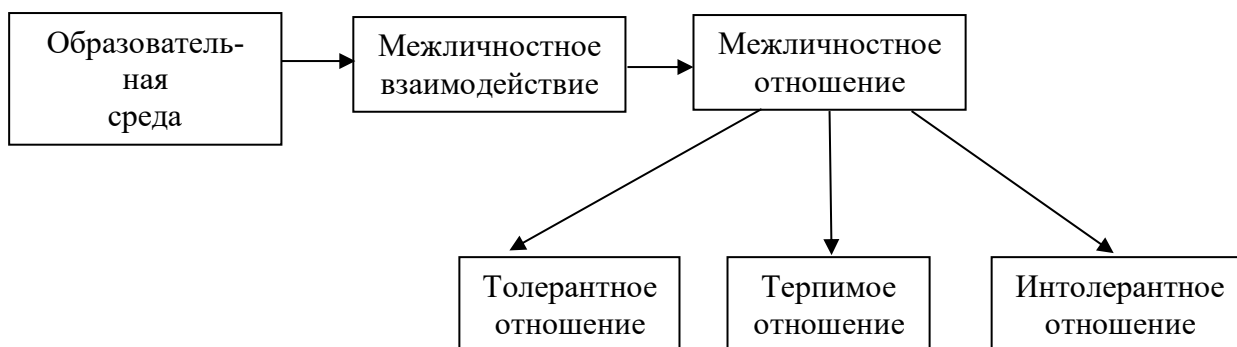 Образователь-
ная
среда
Межличностное
взаимодействие
Межличностное
отношение
Толерантное
отношение
Терпимое
отношение
Интолерантное
отношение